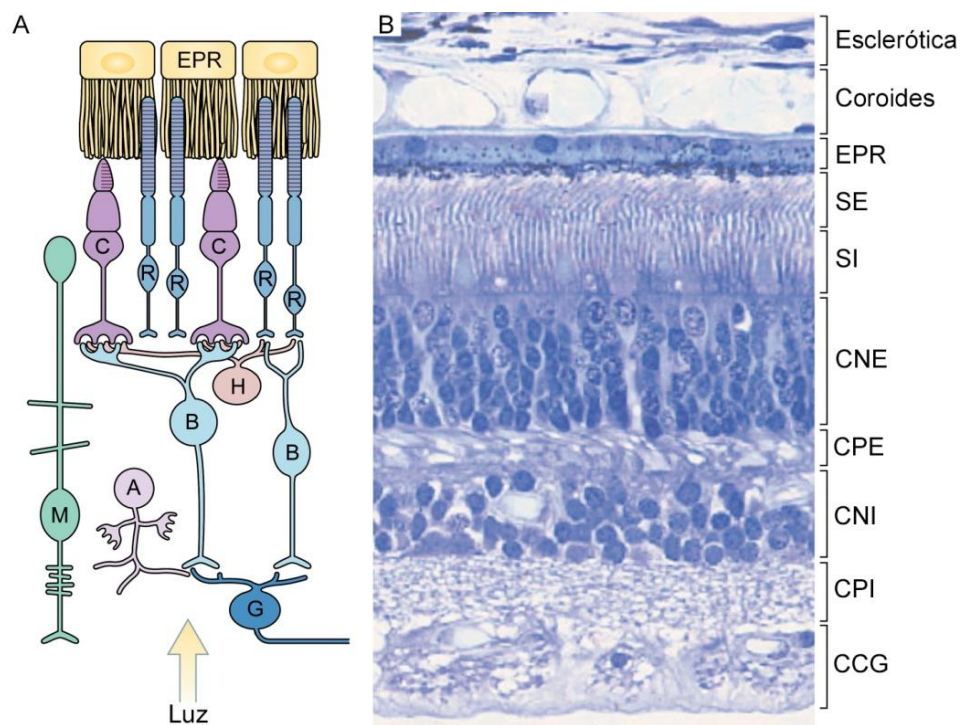 A
EPR
C
C
R
R
R
R
H
B
B
A
M
G
Luz
B
Esclerótica
Coroides
EPR
SE
SI
CNE
CPE
CNI
CPI
CCG